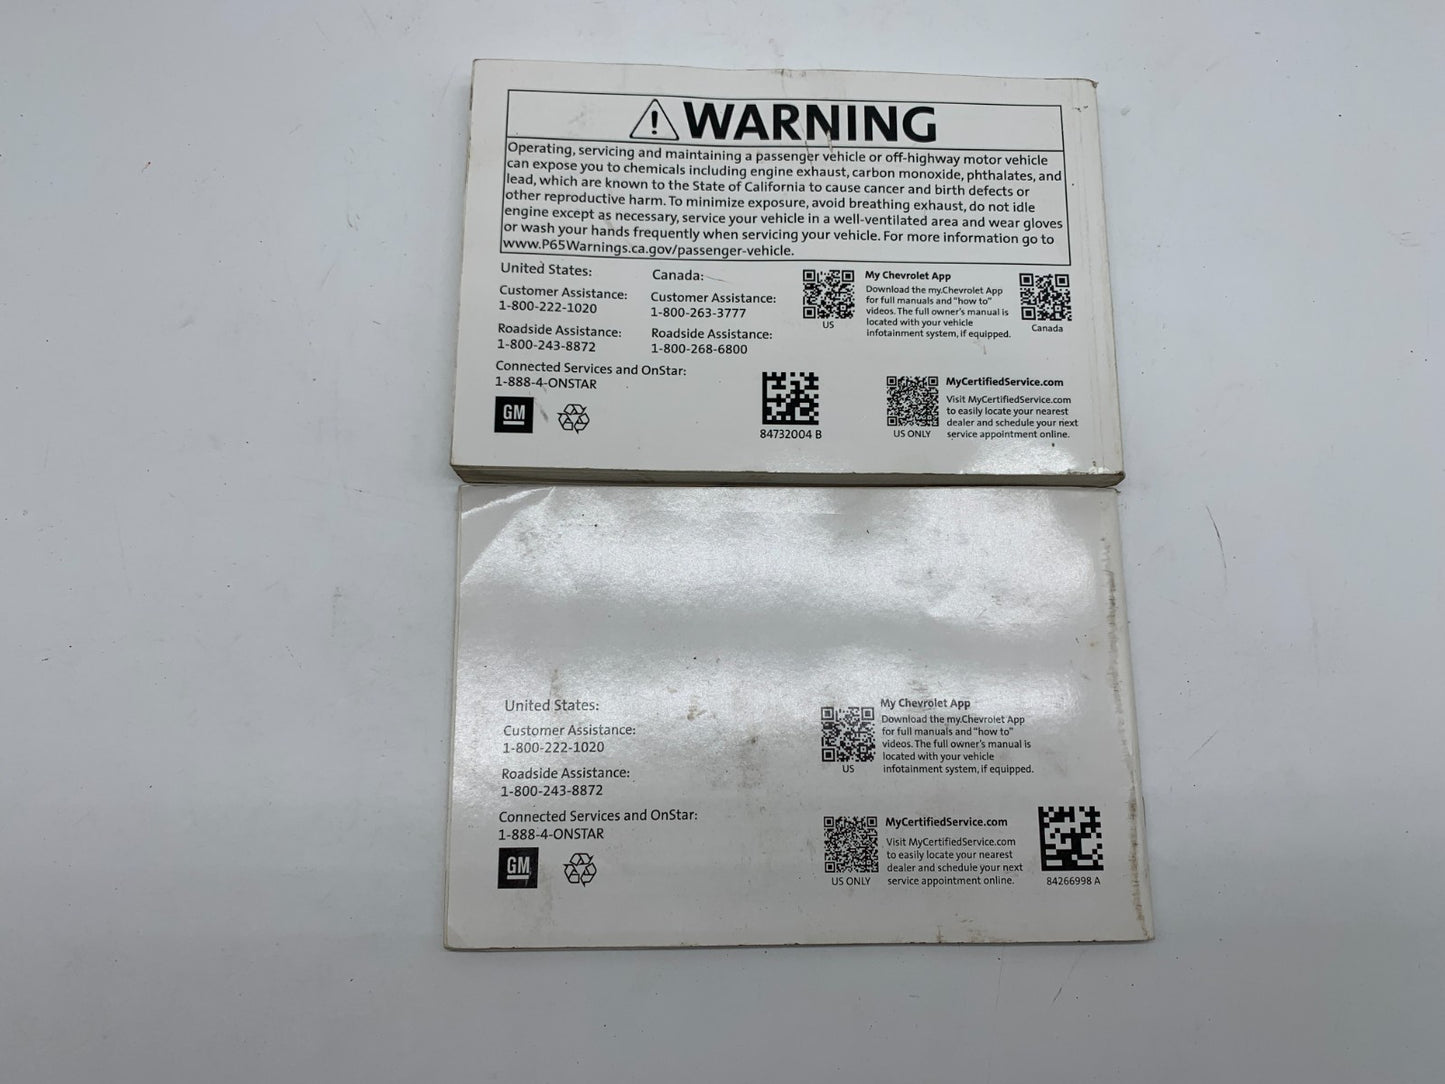 WARNING
Operating, servicing and maintaining a passenger vehicle or off-highway motor vehicle
can expose you to chemicals including engine exhaust, carbon monoxide, phthalates, and
lead, which are known to the State of California to cause cancer and birth defects or
other reproductive harm. To minimize exposure, avoid breathing exhaust, do not idle
engine except as necessary, service your vehicle in a well-ventilated area and wear gloves
or wash your hands frequently when servicing your vehicle. For more information go to
www.P65Warnings.ca.gov/passenger-vehicle.
United States:
Customer Assistance:
1-800-222-1020
Roadside Assistance:
1-800-243-8872
Connected Services and OnStar:
1-888-4-ONSTAR
GM
Canada:
Customer Assistance:
1-800-263-3777
Roadside Assistance:
1-800-268-6800
84732004 B
US
My Chevrolet App
Download the my.Chevrolet App
for full manuals and "how to"
videos. The full owner's manual is
located with your vehicle
infotainment system, if equipped.
Canada
US ONLY
MyCertifiedService.com
Visit MyCertifiedService.com
to easily locate your nearest
dealer and schedule your next
service appointment online.
United States:
Customer Assistance:
1-800-222-1020
Roadside Assistance:
1-800-243-8872
Connected Services and OnStar:
1-888-4-ONSTAR
GM
US
My Chevrolet App
Download the my.Chevrolet App
for full manuals and "how to"
videos. The full owner's manual is
located with your vehicle
infotainment system, if equipped.
US ONLY
MyCertifiedService.com
Visit MyCertifiedService.com
to easily locate your nearest
dealer and schedule your next
service appointment online.
84266998 A